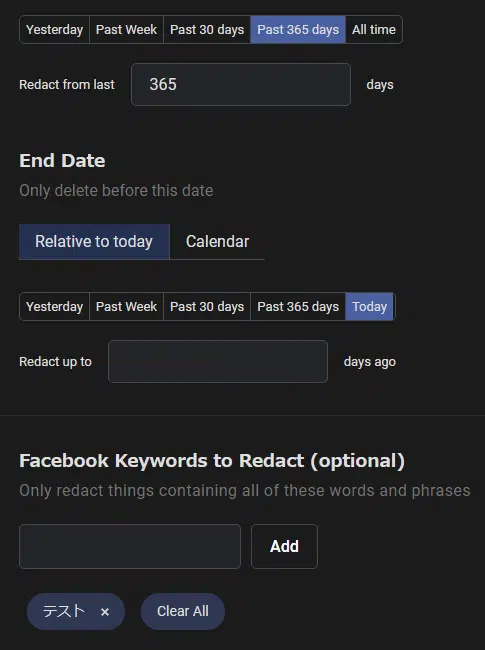 Yesterday Past Week Past 30 days Past 365 days All time
Redact from last 365 days
End Date
Only delete before this date
Relative to today Calendar
Yesterday Past Week Past 30 days Past 365 days Today
Redact up to days ago
Facebook Keywords to Redact (optional)
Only redact things containing all of these words and phrases
Add
テスト × Clear All